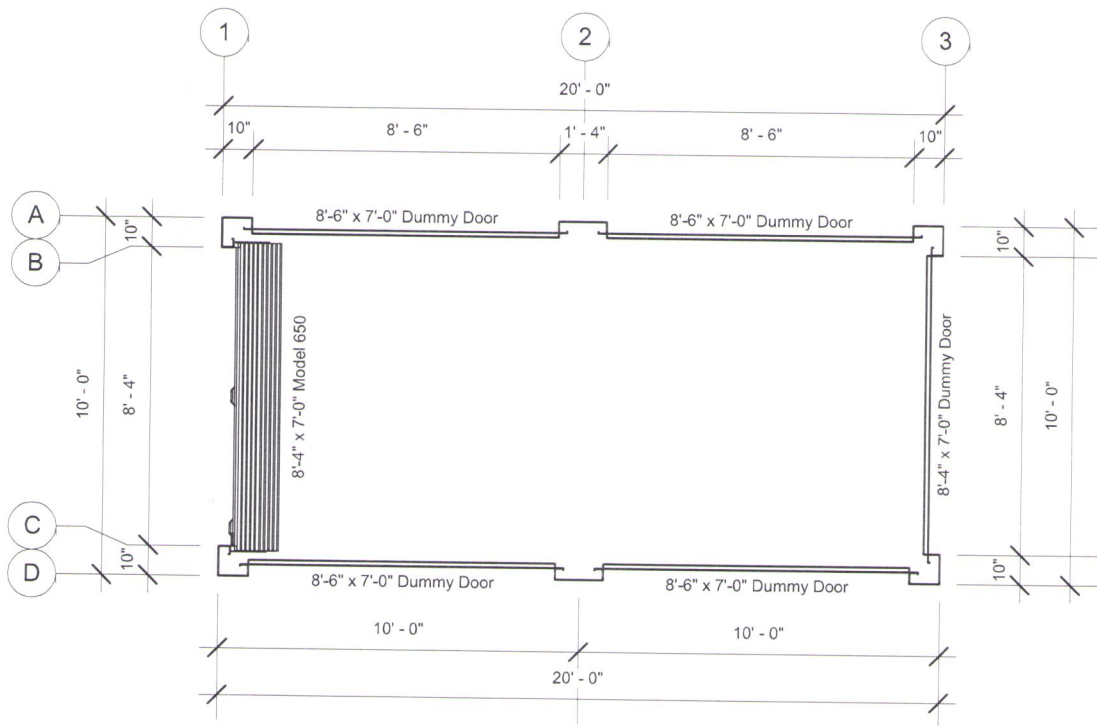 1
2
3
20' - 0"
10"
8' - 6"
1' - 4"
8' - 6"
10"
A
B
8'-6" x 7'-0" Dummy Door
8'-6" x 7'-0" Dummy Door
10"
10"
10' - 0"
8' - 4"
8'-4" x 7'-0" Model 650
8'-4" x 7'-0" Dummy Door
8' - 4"
10' - 0"
C
D
10"
10"
8'-6" x 7'-0" Dummy Door
8'-6" x 7'-0" Dummy Door
10' - 0"
10' - 0"
20' - 0"